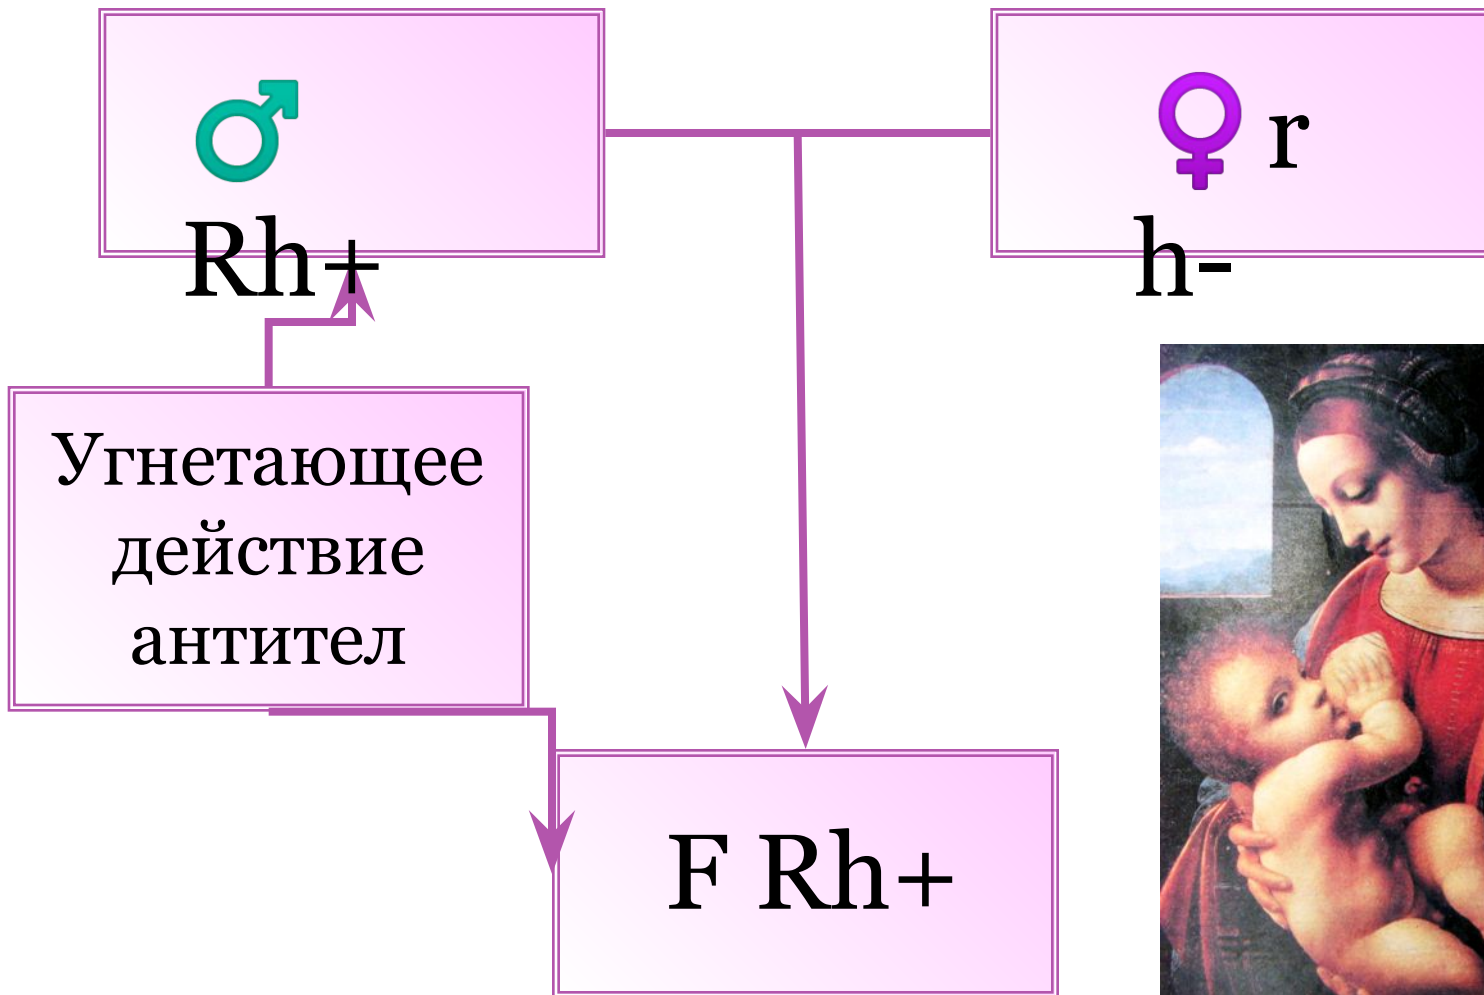 ♂
Rh+
♀ r
h-
Угнетающее
действие
антител
F Rh+